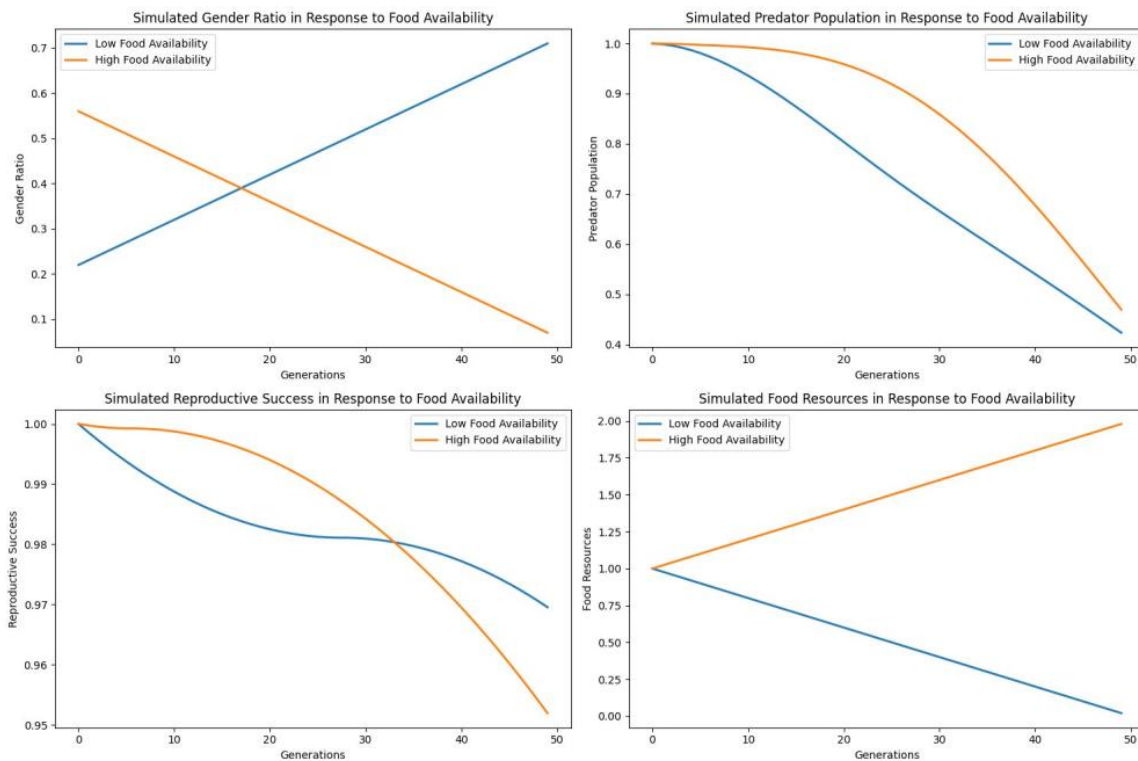 Simulated Gender Ratio in Response to Food Availability
Low Food Availability
High Food Availability
0.7
0.6
0.5
0.4
0.3
0.2
0.1
Gender Ratio
0 10 20 30 40 50
Generations
Simulated Predator Population in Response to Food Availability
Low Food Availability
High Food Availability
1.0
0.9
0.8
0.7
0.6
0.5
0.4
Predator Population
0 10 20 30 40 50
Generations
Simulated Reproductive Success in Response to Food Availability
Low Food Availability
High Food Availability
1.00
0.99
0.98
0.97
0.96
0.95
Reproductive Success
0 10 20 30 40 50
Generations
Simulated Food Resources in Response to Food Availability
Low Food Availability
High Food Availability
2.00
1.75
1.50
1.25
1.00
0.75
0.50
0.25
0.00
Food Resources
0 10 20 30 40 50
Generations